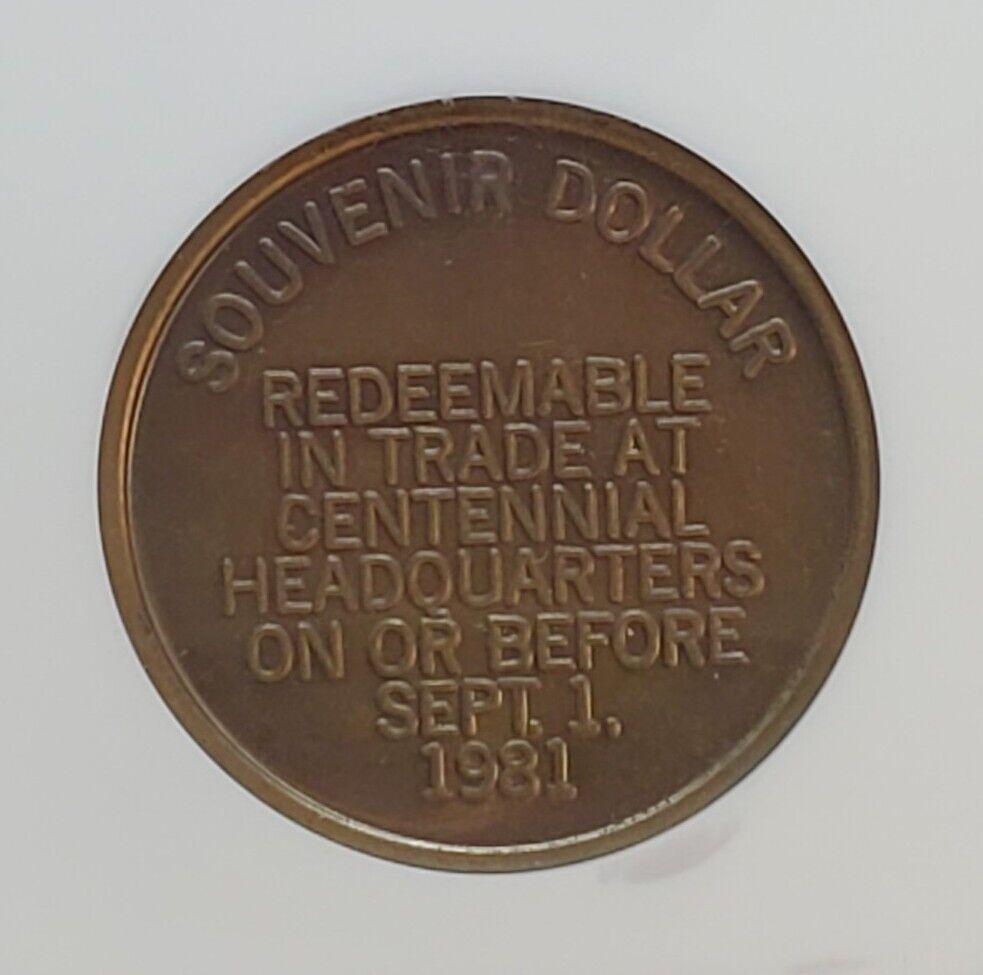 SOUVENIR DOLLAR
REDEEMABLE
IN TRADE AT
CENTENNIAL
HEADQUARTERS
ON OR BEFORE
SEPT. 1,
1981